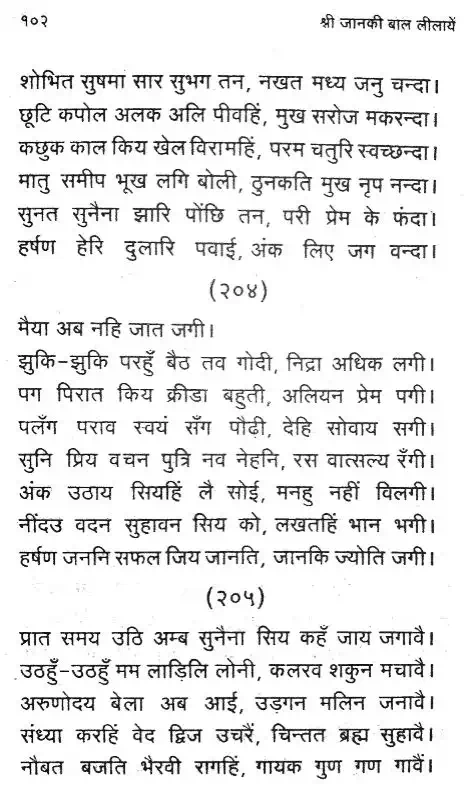 १०२ श्री जानकी बाल लीलायें
शोभित सुषमा सार सुभग तन, नखत मध्य जनु चन्दा।
छूटि कपोल अलक अलि पीवहिं, मुख सरोज मकरन्दा।
कछुक काल किय खेल विरामहिं, परम चतुरि स्वच्छन्दा।
मातु समीप भूख लगि बोली, ठुनकति मुख नृप नन्दा।
सुनत सुनैना झारि पोंछि तन, परी प्रेम के फंदा।
हर्षण हेरि दुलारि पवाई, अंक लिए जग वन्दा।
(२०४)
मैया अब नहि जात जगी।
झुकि-झुकि परहुँ बैठ तव गोदी, निद्रा अधिक लगी।
पग पिरात किय क्रीडा बहुती, अलियन प्रेम पगी।
पलँग पराव स्वयं सँग पौढ़ी, देहि सोवाय सगी।
सुनि प्रिय वचन पुत्रि नव नेहनि, रस वात्सल्य रँगी।
अंक उठाय सियहिं लै सोई, मनहु नहीं विलगी।
नींदउ वदन सुहावन सिय को, लखतहिं भान भगी।
हर्षण जननि सफल जिय जानति, जानकि ज्योति जगी।
(२०५)
प्रात समय उठि अम्ब सुनैना सिय कहँ जाय जगावै।
उठहुँ-उठहुँ मम लाड़िलि लोनी, कलरव शकुन मचावै।
अरुणोदय बेला अब आई, उड़गन मलिन जनावै।
संध्या करहिं वेद द्विज उचरैं, चिन्तत ब्रह्म सुहावै।
नौबत बजति भैरवी रागहिं, गायक गुण गण गावैं।